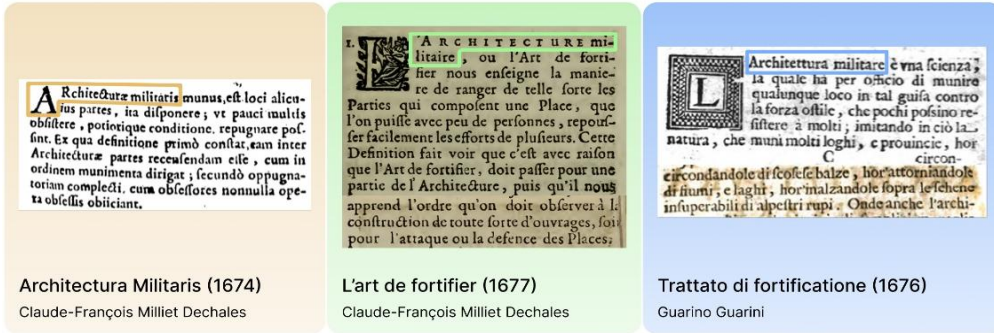 ARchitecturæ militaris munus, est loci alicu-
ius partes, ita disponere; vt pauci multis
obsistere, potiotique conditione, repugnare pos-
sint. Ex qua definitione primò constat, eam inter
Architecturæ partes recensendam esse, cum in
ordinem munimenta dirigat; secundò oppugna-
toriam complecti, cum obsessores nonnulla ope-
ra obsessis obiiciant.
Architectura Militaris (1674)
Claude-François Milliet Dechales
1. L'ARCHITECTURE mi-
litaire, ou l'Art de forti-
fier nous enseigne la manie-
re de ranger de telle sorte les
Parties qui composent une Place, que
l'on puisse avec peu de personnes, repous-
ser facilement les efforts de plusieurs. Cette
Definition fait voir que c'est avec raison
que l'Art de fortifier, doit passer pour une
partie de l'Architecture, puis qu'il nous
apprend l'ordre qu'on doit observer à la
construction de toute sorte d'ouvrages, soit
pour l'attaque ou la defence des Places,
L'art de fortifier (1677)
Claude-François Milliet Dechales
L Architettura militare è vna scienza,
la quale ha per officio di munire
qualunque loco in tal guisa contro
la forza ostile, che pochi possino re-
sistere à molti; imitando in ciò la
natura, che munì molti loghi, e prouincie, hor
C circon-
circondandole di scoscese balze, hor'attorniandole
di fiumi, e laghi; hor'inalzandole sopra le schene
insuperabili di alpestri rupi. Onde anche l'archi-
Trattato di fortificatione (1676)
Guarino Guarini